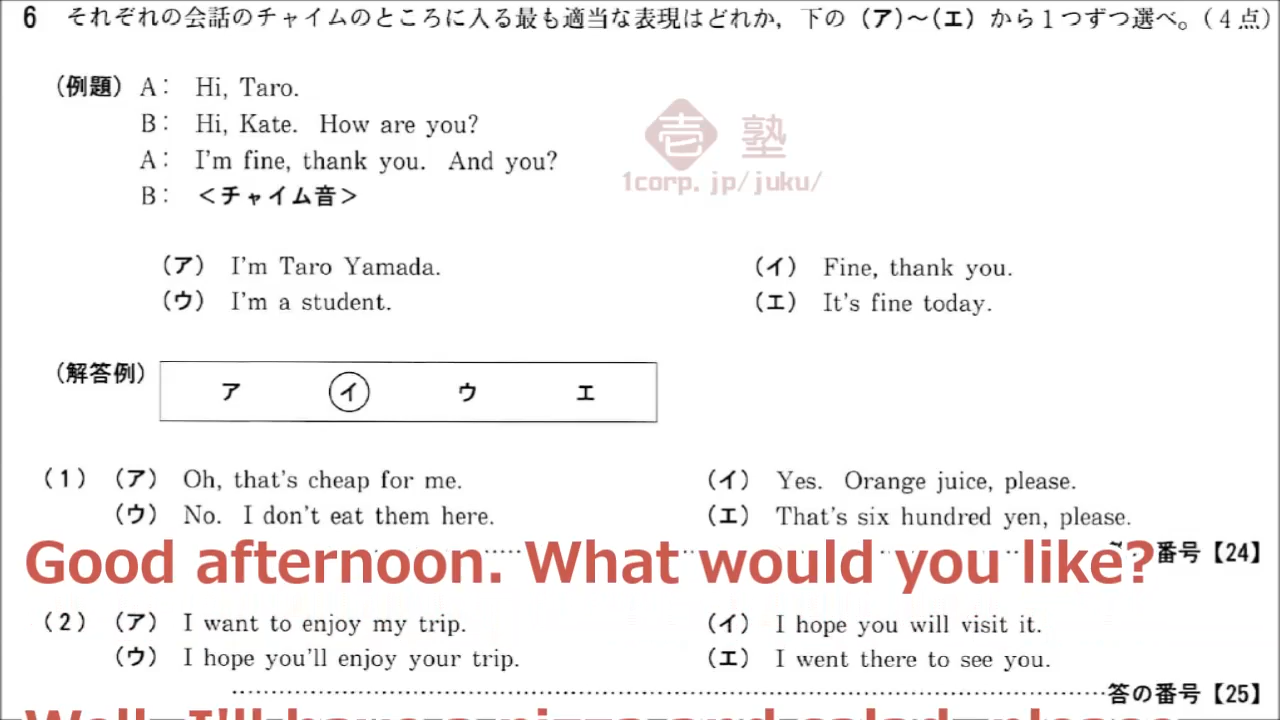 6 それぞれの会話のチャイムのところに入る最も適当な表現はどれか，下の（ア）～（エ）から１つずつ選べ。（４点）
壱 塾
1corp.jp/juku/
（例題） A： Hi, Taro.
B： Hi, Kate. How are you?
A： I'm fine, thank you. And you?
B： ＜チャイム音＞
（ア） I'm Taro Yamada. （イ） Fine, thank you.
（ウ） I'm a student. （エ） It's fine today.
（解答例） ア イ ウ エ
（1）（ア） Oh, that's cheap for me. （イ） Yes. Orange juice, please.
（ウ） No. I don't eat them here. （エ） That's six hundred yen, please.
番号【24】
Good afternoon. What would you like?
（2）（ア） I want to enjoy my trip. （イ） I hope you will visit it.
（ウ） I hope you'll enjoy your trip. （エ） I went there to see you.
答の番号【25】